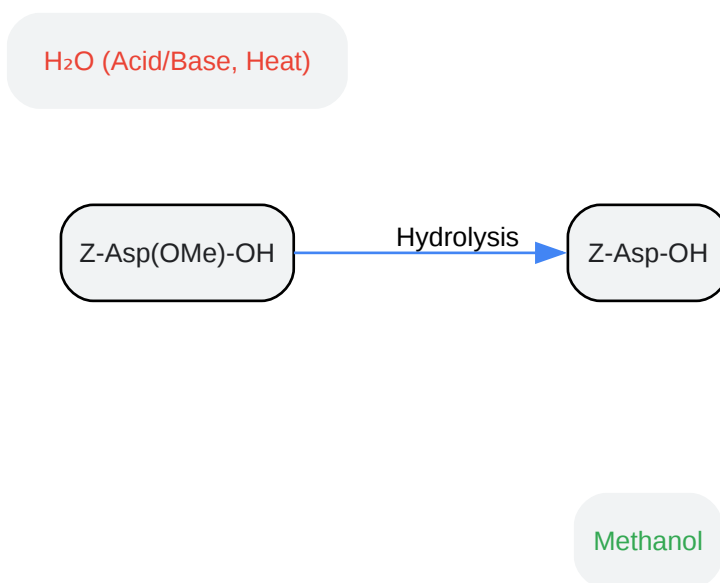 H₂O (Acid/Base, Heat)
Hydrolysis
Z-Asp(OMe)-OH
Z-Asp-OH
Methanol